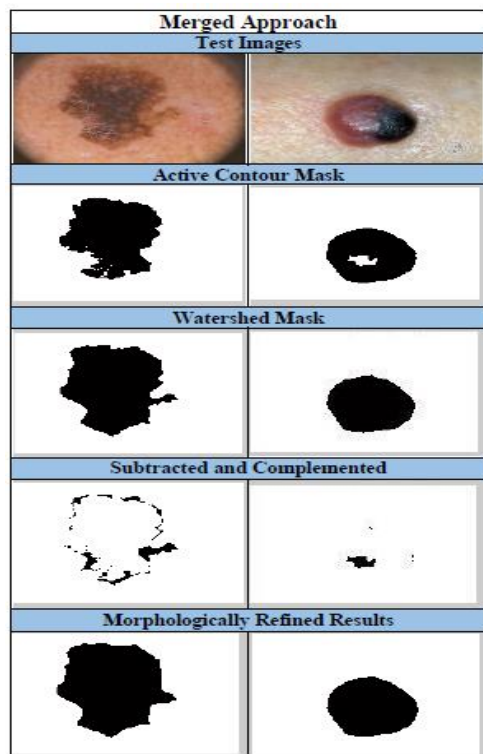 Merged Approach
Test Images
Active Contour Mask
Watershed Mask
Subtracted and Complemented
Morphologically Refined Results